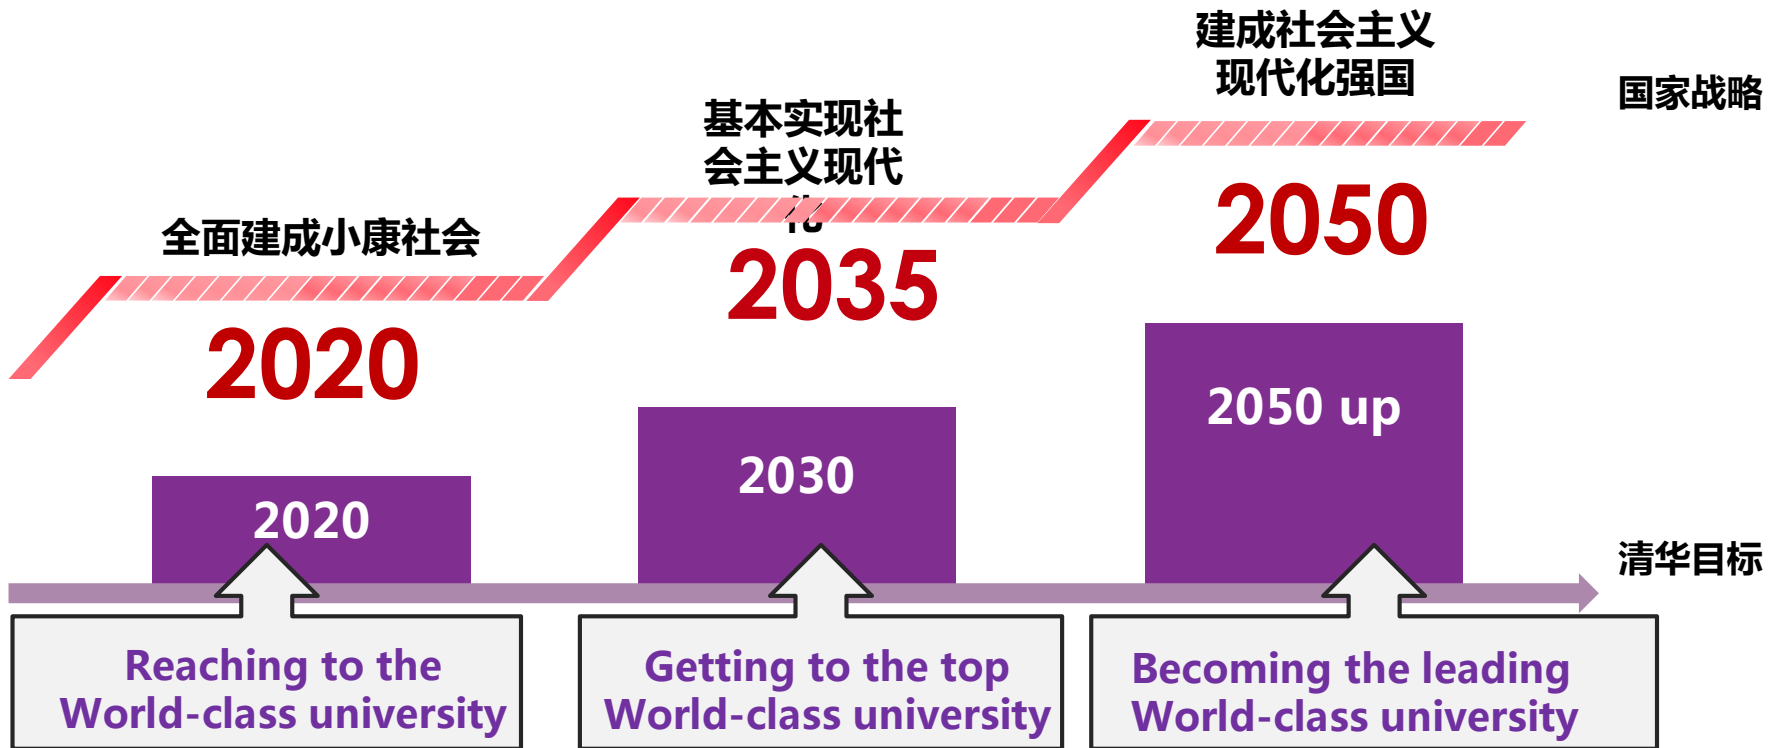 建成社会主义
现代化强国
国家战略
基本实现社
会主义现代
化
全面建成小康社会
2050
2035
2020
2050 up
2030
2020
清华目标
Reaching to the
World-class university
Getting to the top
World-class university
Becoming the leading
World-class university